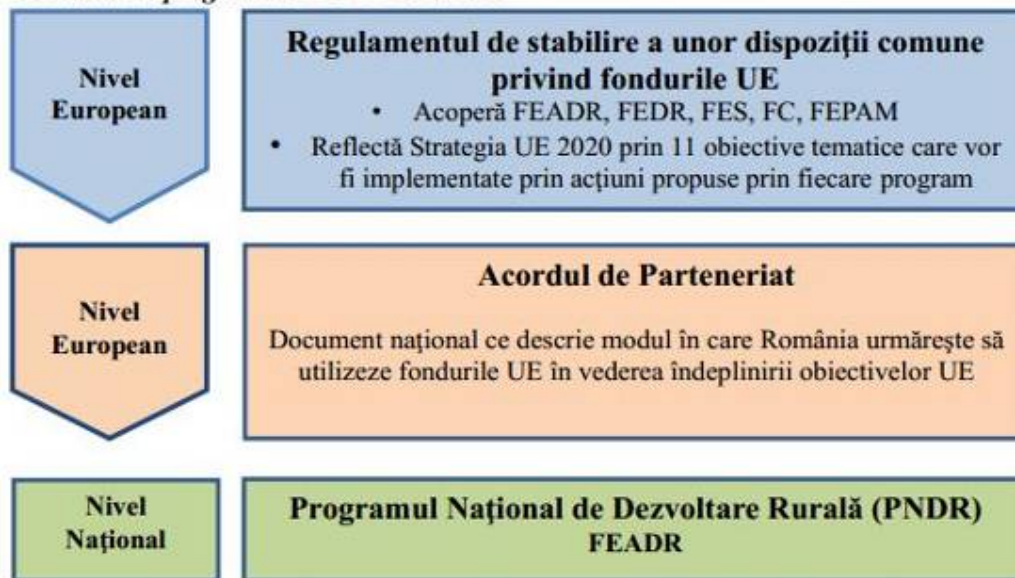 Nivel
European
Regulamentul de stabilire a unor dispoziții comune
privind fondurile UE
• Acoperă FEADR, FEDR, FES, FC, FEPAM
• Reflectă Strategia UE 2020 prin 11 obiective tematice care vor
fi implementate prin acțiuni propuse prin fiecare program
Nivel
European
Acordul de Parteneriat
Document național ce descrie modul în care România urmărește să
utilizeze fondurile UE în vederea îndeplinirii obiectivelor UE
Nivel
Național
Programul Național de Dezvoltare Rurală (PNDR)
FEADR